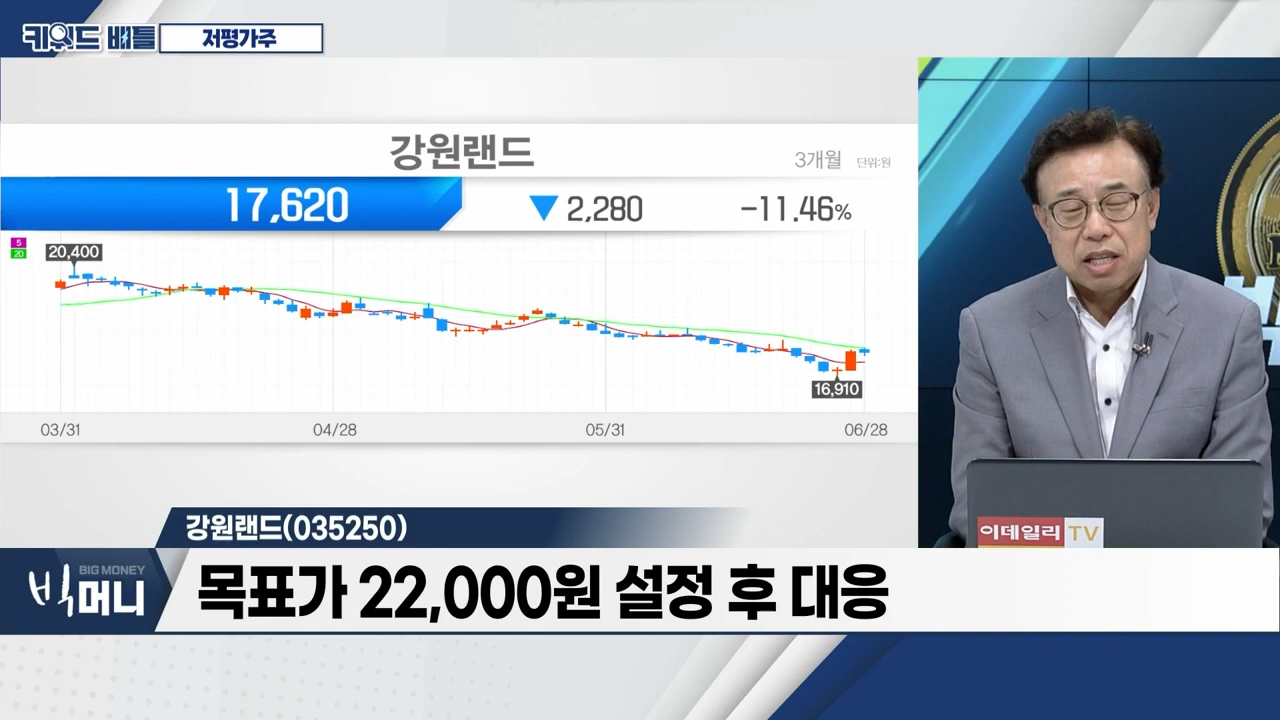 키워드 배틀
저평가주
강원랜드
3개월 단위:원
17,620 ▼ 2,280 -11.46%
5
20
20,400
16,910
03/31 04/28 05/31 06/28
강원랜드(035250)
이데일리 TV
BIG MONEY
빅머니
목표가 22,000원 설정 후 대응